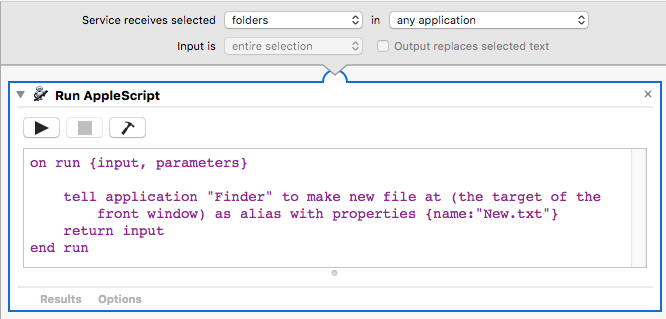 Service receives selected folders in any application
Input is entire selection Output replaces selected text
Run AppleScript
on run {input, parameters}
tell application "Finder" to make new file at (the target of the
front window) as alias with properties {name:"New.txt"}
return input
end run
Results Options